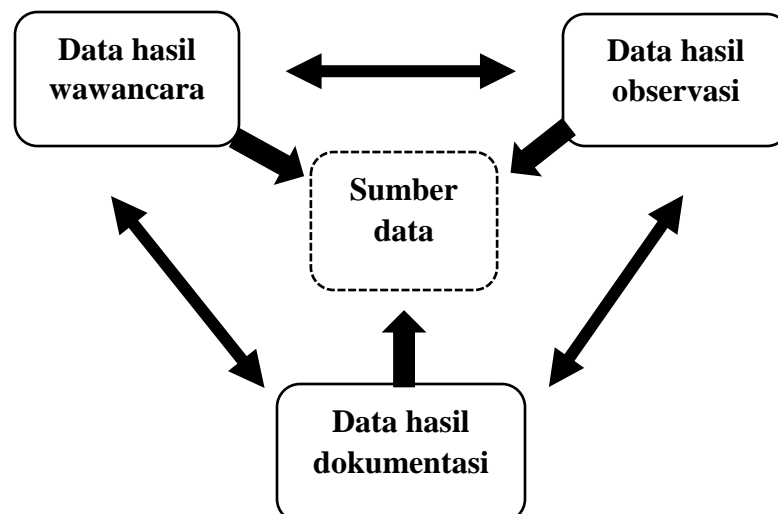 Data hasil
wawancara
Data hasil
observasi
Sumber
data
Data hasil
dokumentasi